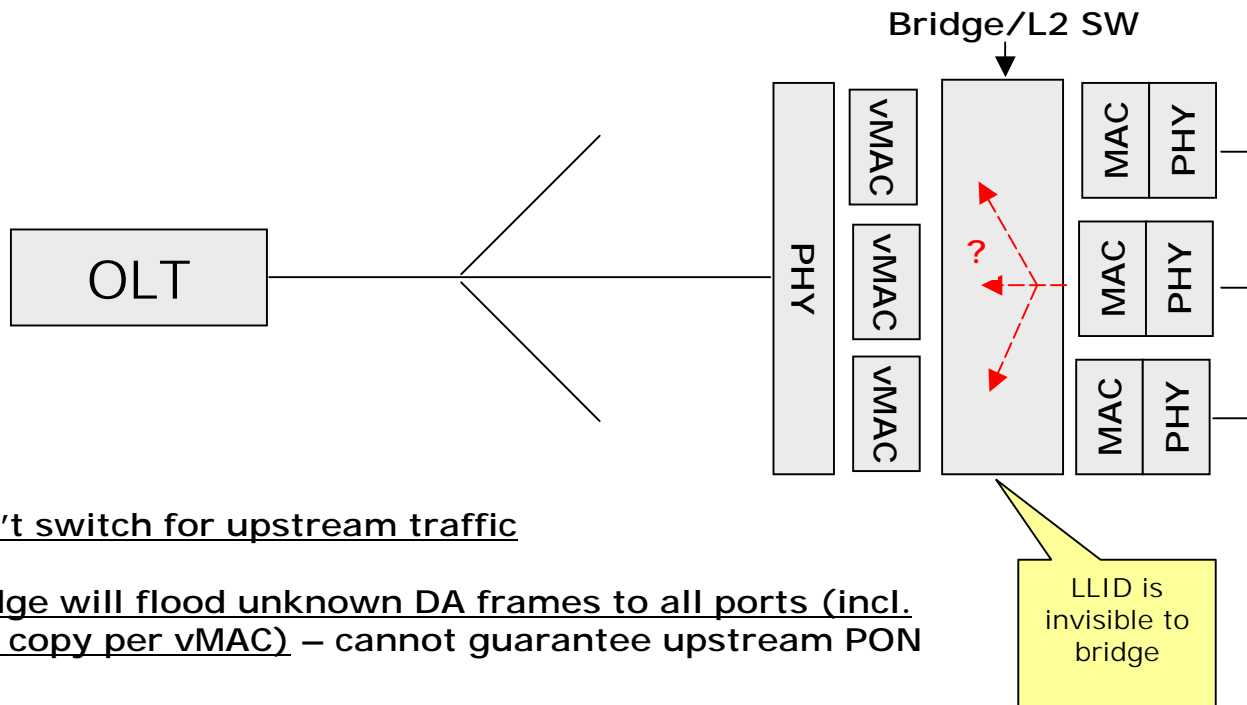 Bridge/L2 SW
OLT
PHY
vMAC
vMAC
vMAC
?
MAC
PHY
MAC
PHY
MAC
PHY
't switch for upstream traffic
dge will flood unknown DA frames to all ports (incl.
copy per vMAC) – cannot guarantee upstream PON
LLID is
invisible to
bridge